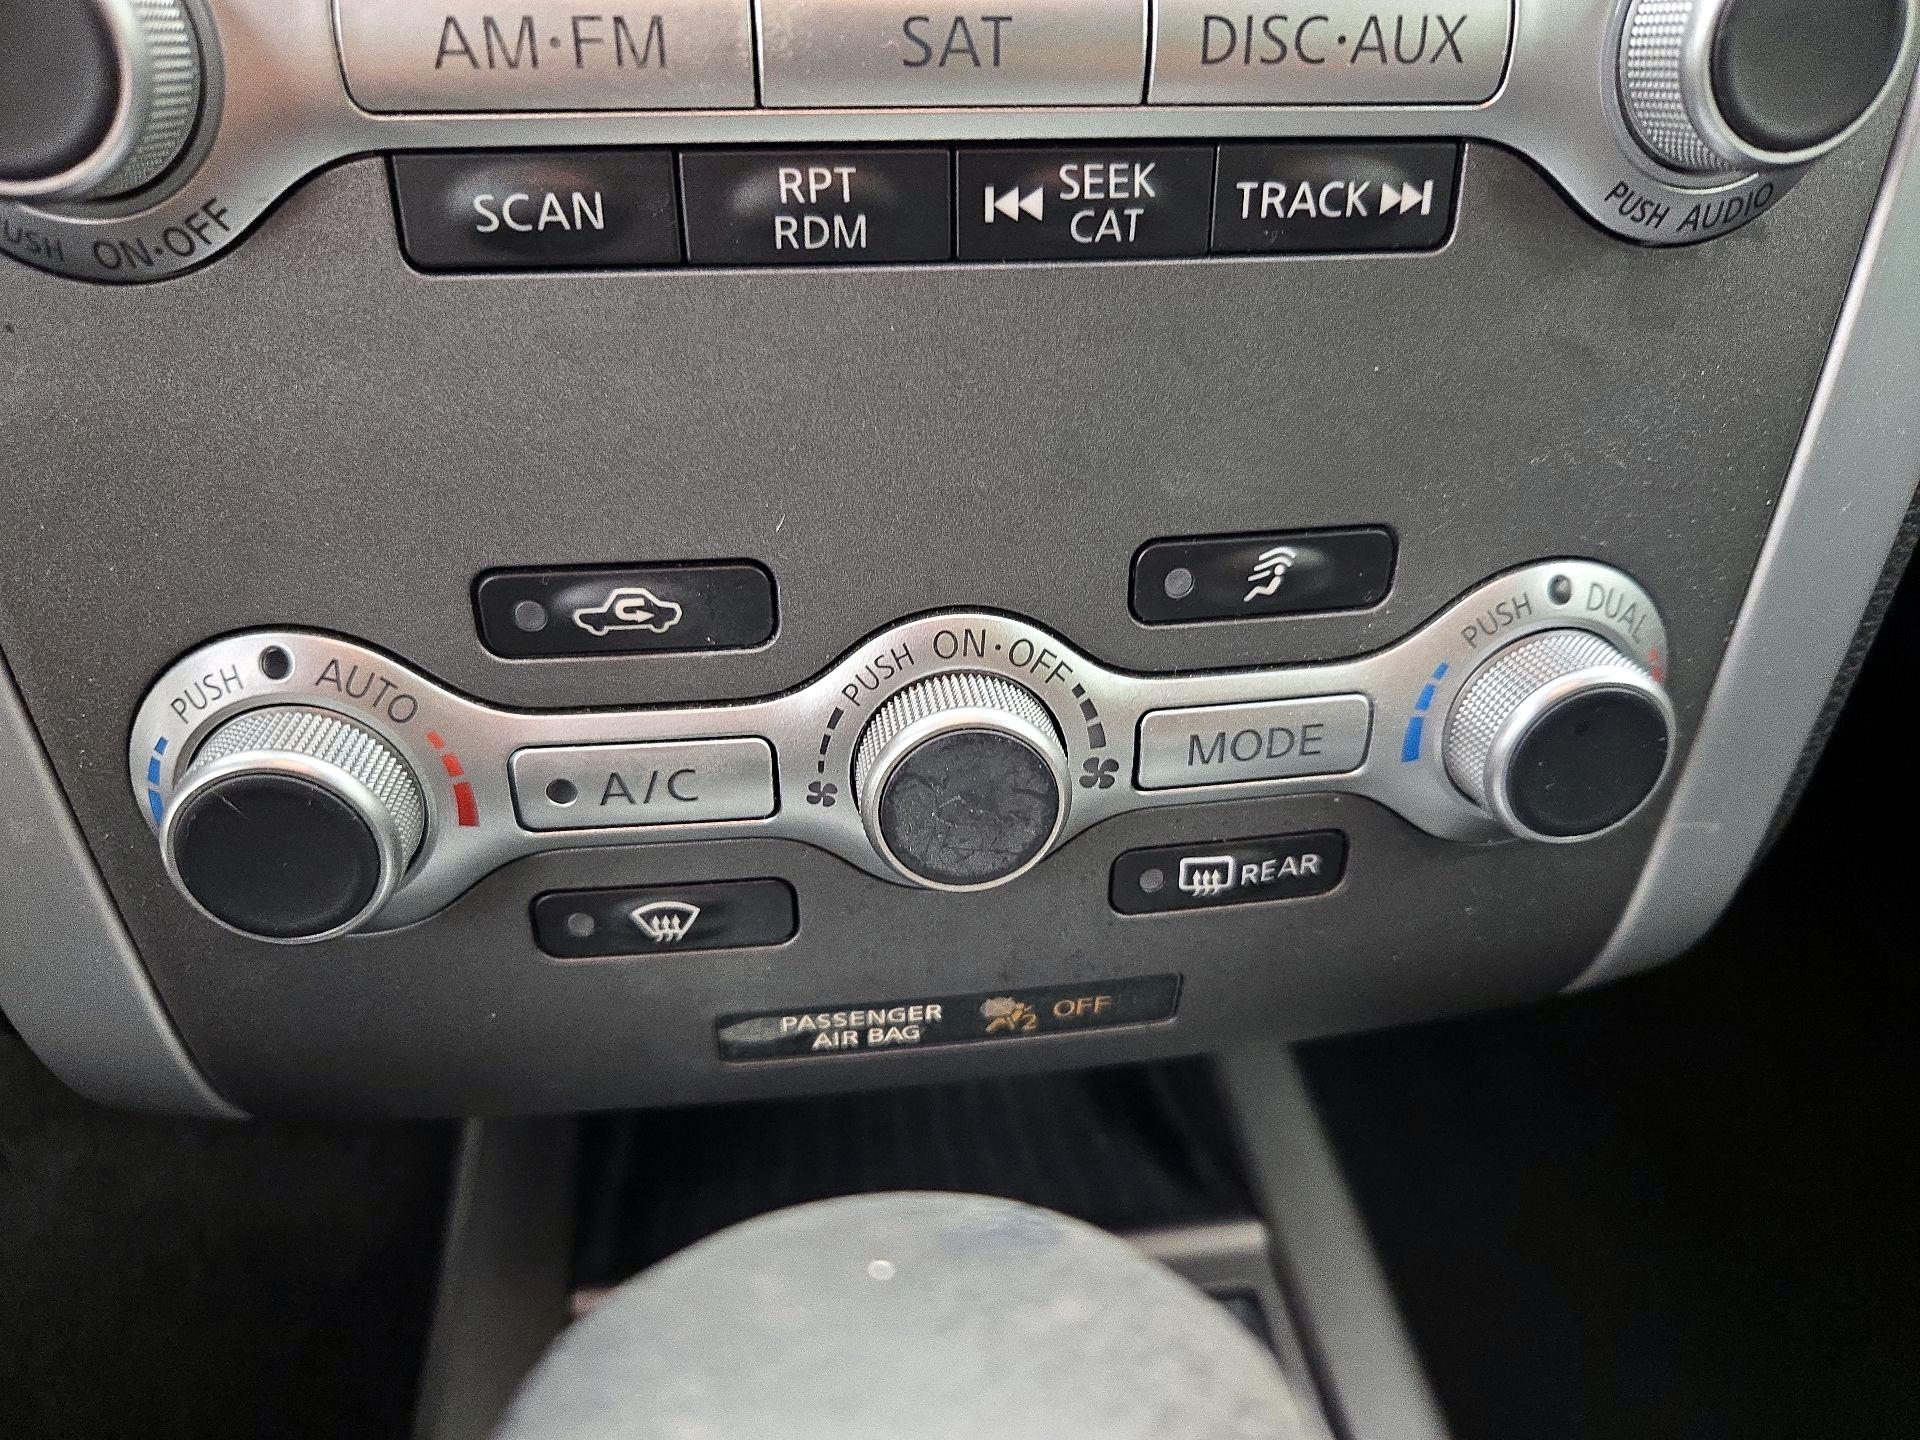 AM·FM
SAT
DISC·AUX
SCAN
RPT
RDM
SEEK
CAT
TRACK
PUSH ON·OFF
PUSH AUDIO
PUSH AUTO
PUSH ON·OFF
PUSH DUAL
A/C
MODE
REAR
PASSENGER
AIR BAG
2 OFF